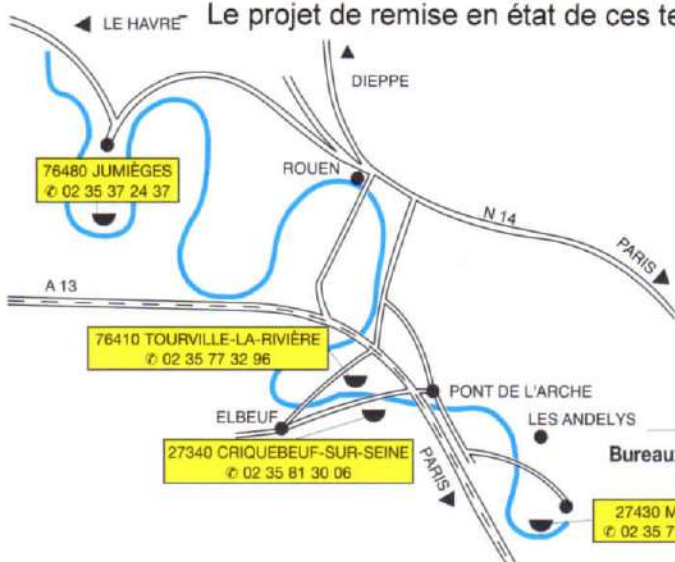 Le projet de remise en état de ces
LE HAVRE
DIEPPE
76480 JUMIÈGES
✆ 02 35 37 24 37
ROUEN
N 14
PARIS
A 13
76410 TOURVILLE-LA-RIVIÈRE
✆ 02 35 77 32 96
PONT DE L'ARCHE
ELBEUF
LES ANDELYS
27340 CRIQUEBEUF-SUR-SEINE
✆ 02 35 81 30 06
Bureaux
PARIS
27430 M
✆ 02 35 7